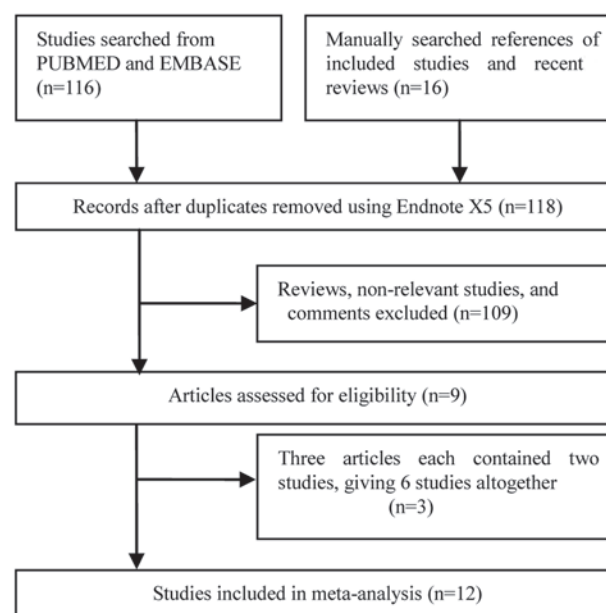 Studies searched from
PUBMED and EMBASE
(n=116)
Manually searched references of
included studies and recent
reviews (n=16)
Records after duplicates removed using Endnote X5 (n=118)
Reviews, non-relevant studies, and
comments excluded (n=109)
Articles assessed for eligibility (n=9)
Three articles each contained two
studies, giving 6 studies altogether
(n=3)
Studies included in meta-analysis (n=12)